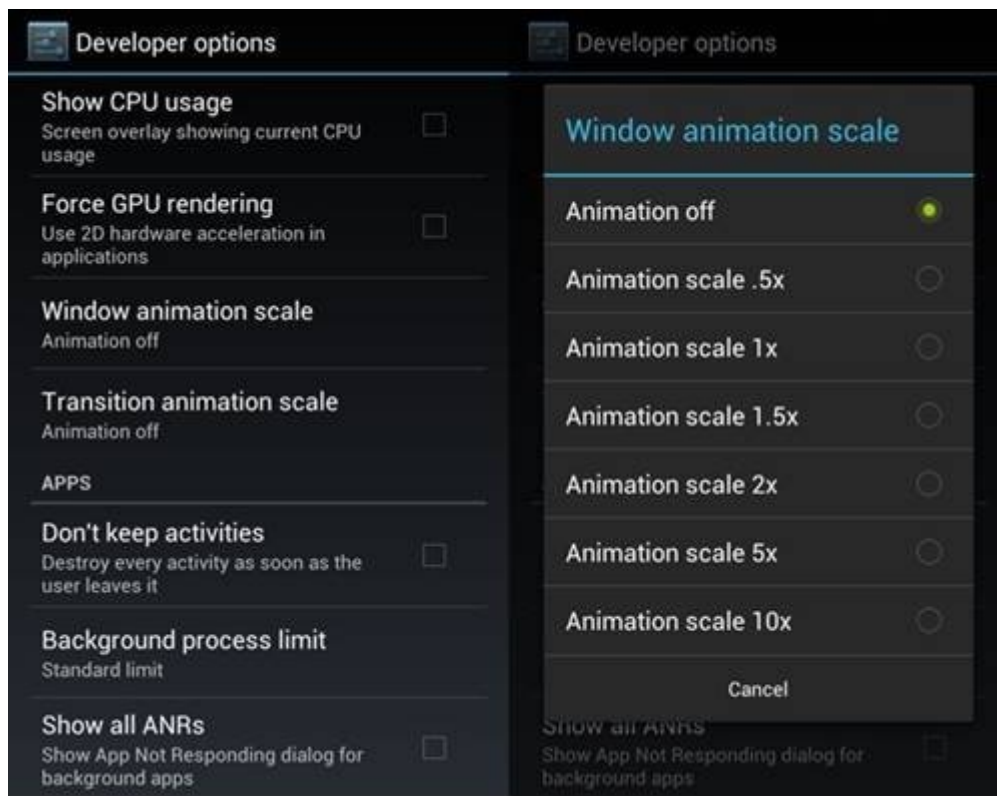 Developer options
Show CPU usage
Screen overlay showing current CPU
usage
Force GPU rendering
Use 2D hardware acceleration in
applications
Window animation scale
Animation off
Transition animation scale
Animation off
APPS
Don't keep activities
Destroy every activity as soon as the
user leaves it
Background process limit
Standard limit
Show all ANRs
Show App Not Responding dialog for
background apps
Developer options
Window animation scale
Animation off
Animation scale .5x
Animation scale 1x
Animation scale 1.5x
Animation scale 2x
Animation scale 5x
Animation scale 10x
Cancel
Show all ANRs
Show App Not Responding dialog for
background apps